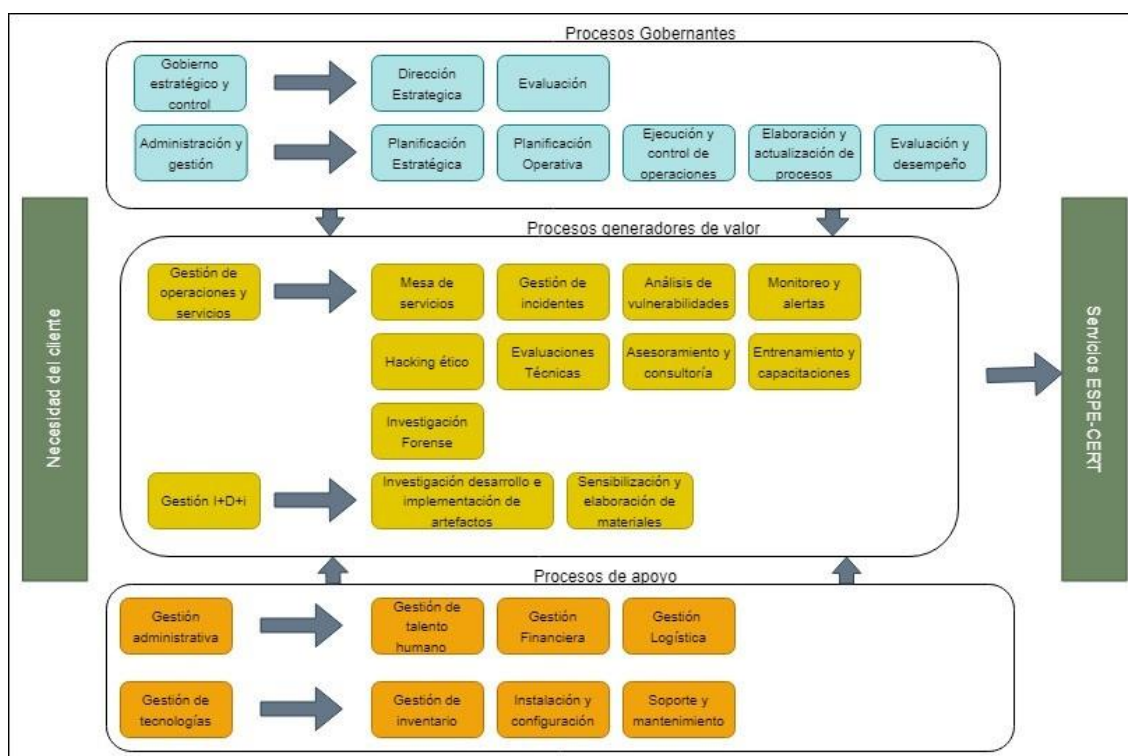 Procesos Gobernantes
Gobierno
estratégico y
control
Dirección
Estrategica
Evaluación
Administración y
gestión
Planificación
Estratégica
Planificación
Operativa
Ejecución y
control de
operaciones
Elaboración y
actualización de
procesos
Evaluación y
desempeño
Necesidad del cliente
Procesos generadores de valor
Gestión de
operaciones y
servicios
Mesa de
servicios
Gestión de
incidentes
Análisis de
vulnerabilidades
Monitoreo y
alertas
Hacking ético
Evaluaciones
Técnicas
Asesoramiento y
consultoría
Entrenamiento y
capacitaciones
Investigación
Forense
Gestión I+D+i
Investigación desarrollo e
implementación de
artefactos
Sensibilización y
elaboración de
materiales
Servicios ESPE-CERT
Procesos de apoyo
Gestión
administrativa
Gestión de
talento
humano
Gestión
Financiera
Gestión
Logística
Gestión de
tecnologías
Gestión de
inventario
Instalación y
configuración
Soporte y
mantenimiento